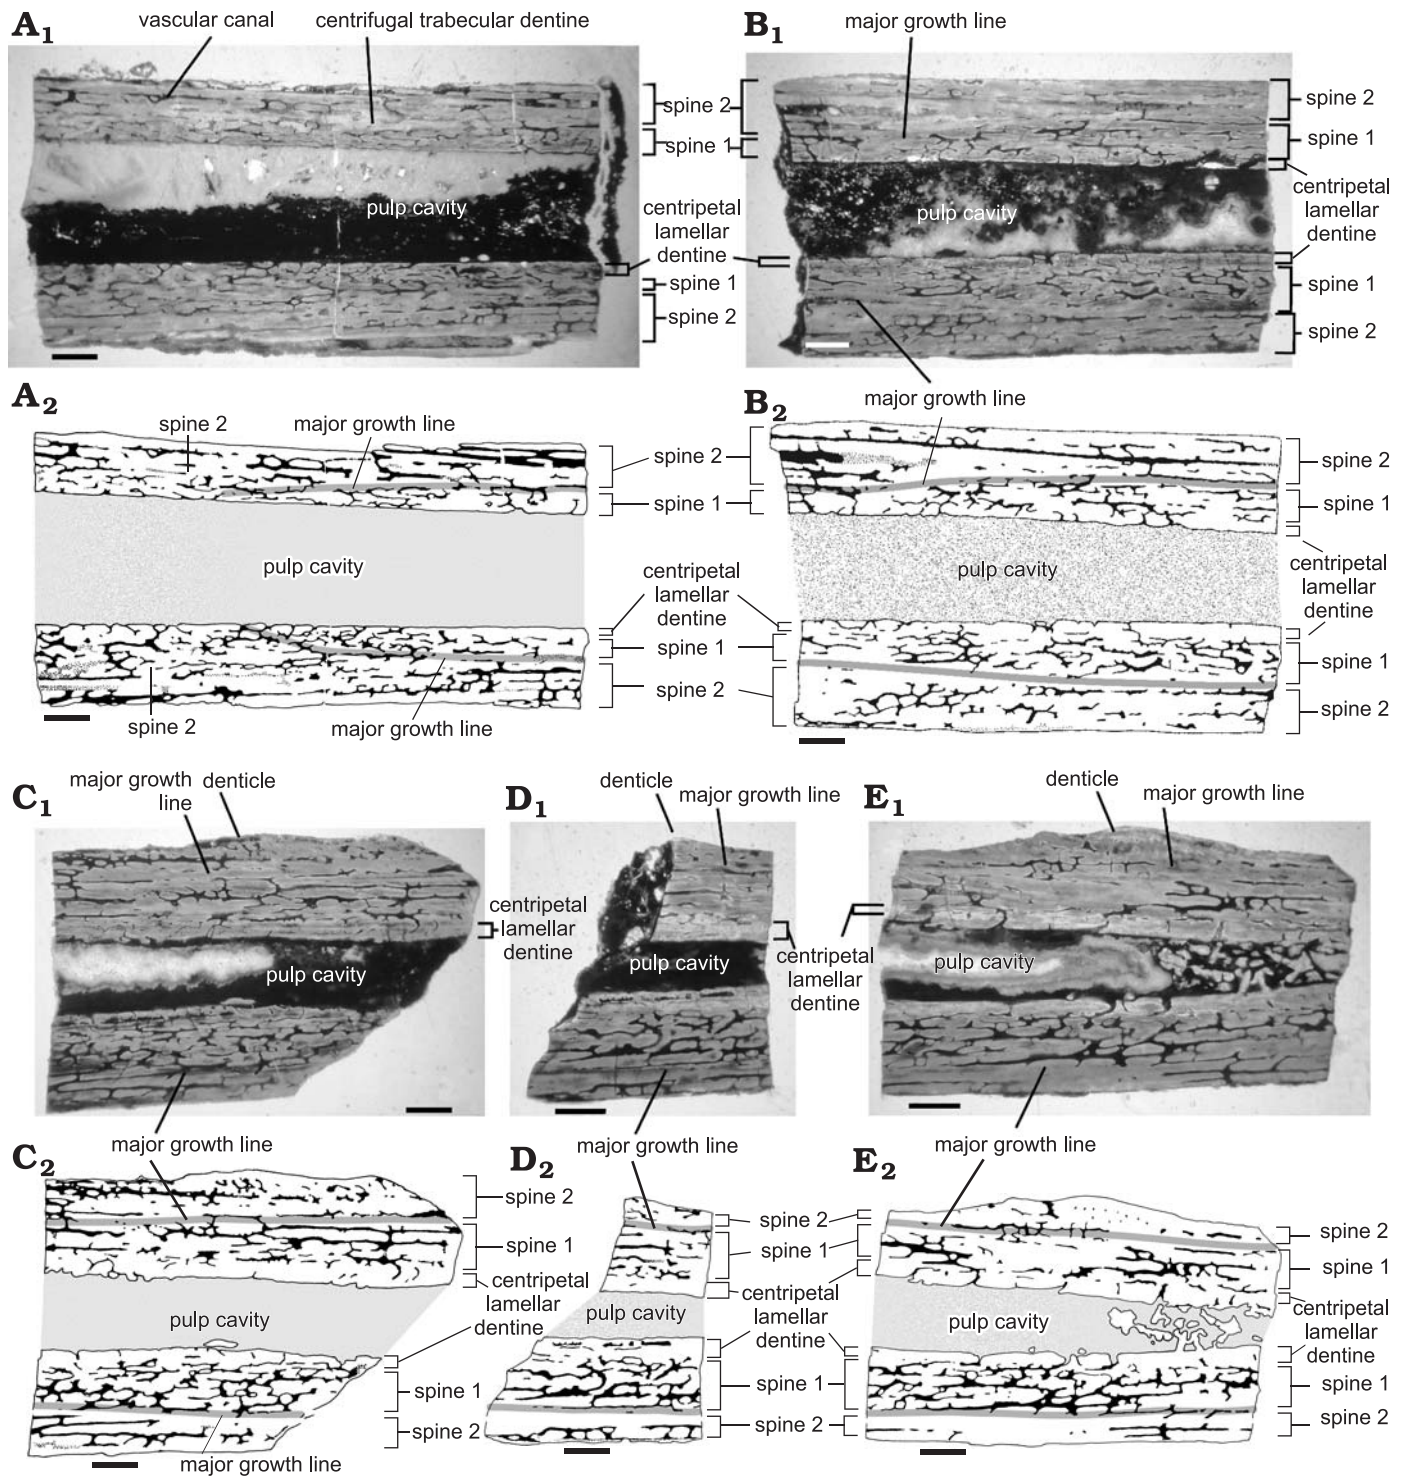 A1
vascular canal
centrifugal trabecular dentine
spine 2
spine 1
pulp cavity
centripetal
lamellar
dentine
spine 1
spine 2
B1
major growth line
spine 2
spine 1
centripetal
lamellar
dentine
pulp cavity
spine 1
spine 2
A2
spine 2
major growth line
spine 2
spine 1
pulp cavity
centripetal
lamellar
dentine
spine 1
spine 2
spine 2
major growth line
B2
major growth line
spine 2
spine 1
pulp cavity
centripetal
lamellar
dentine
spine 1
spine 2
C1
major growth
line
denticle
centripetal
lamellar
dentine
pulp cavity
major growth line
D1
denticle
major growth line
pulp cavity
centripetal
lamellar
dentine
major growth line
E1
denticle
major growth line
pulp cavity
major growth line
C2
spine 2
spine 1
centripetal
lamellar
dentine
pulp cavity
spine 1
spine 2
major growth line
D2
spine 2
spine 1
centripetal
lamellar
dentine
pulp cavity
spine 1
spine 2
E2
spine 2
spine 1
centripetal
lamellar
dentine
pulp cavity
spine 1
spine 2